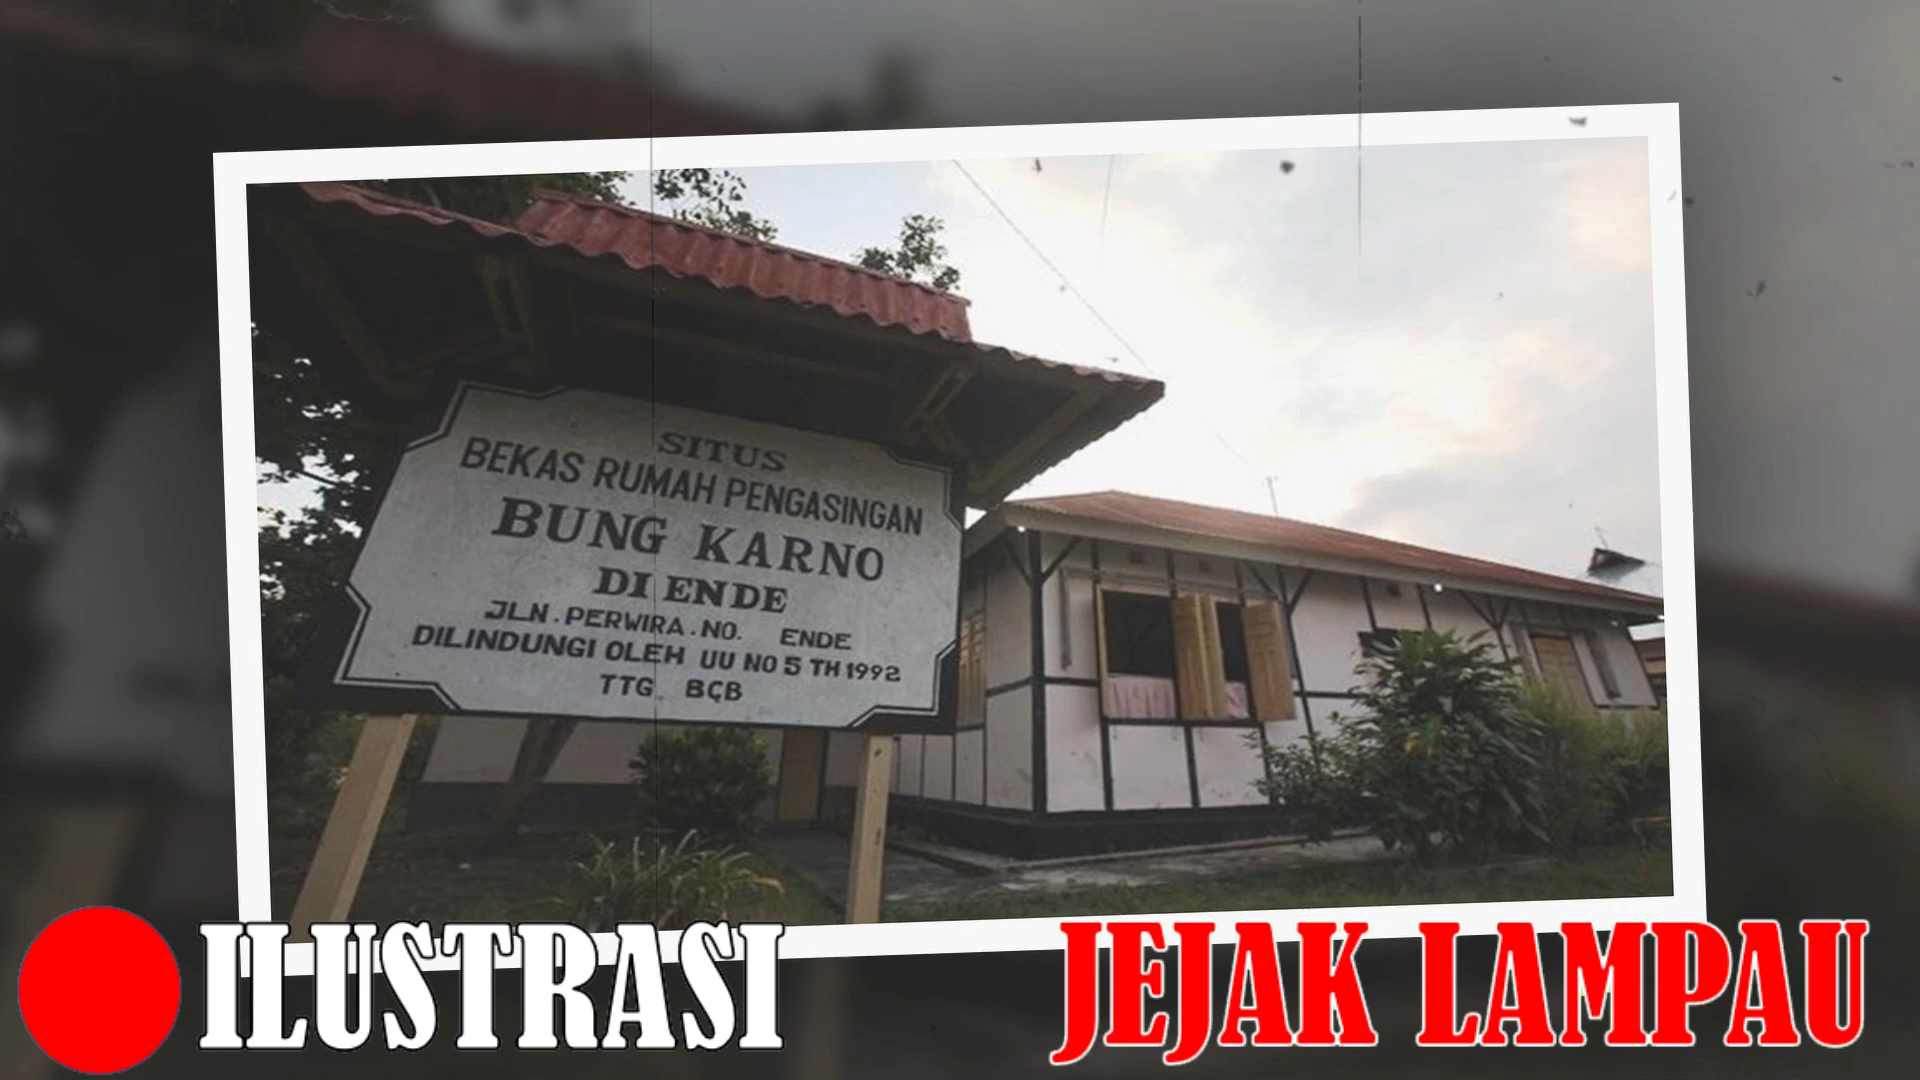 SITUS
BEKAS RUMAH PENGASINGAN
BUNG KARNO
DI ENDE
JLN. PERWIRA. NO. ENDE
DILINDUNGI OLEH UU NO 5 TH 1992
TTG BCB
ILUSTRASI
JEJAK LAMPAU